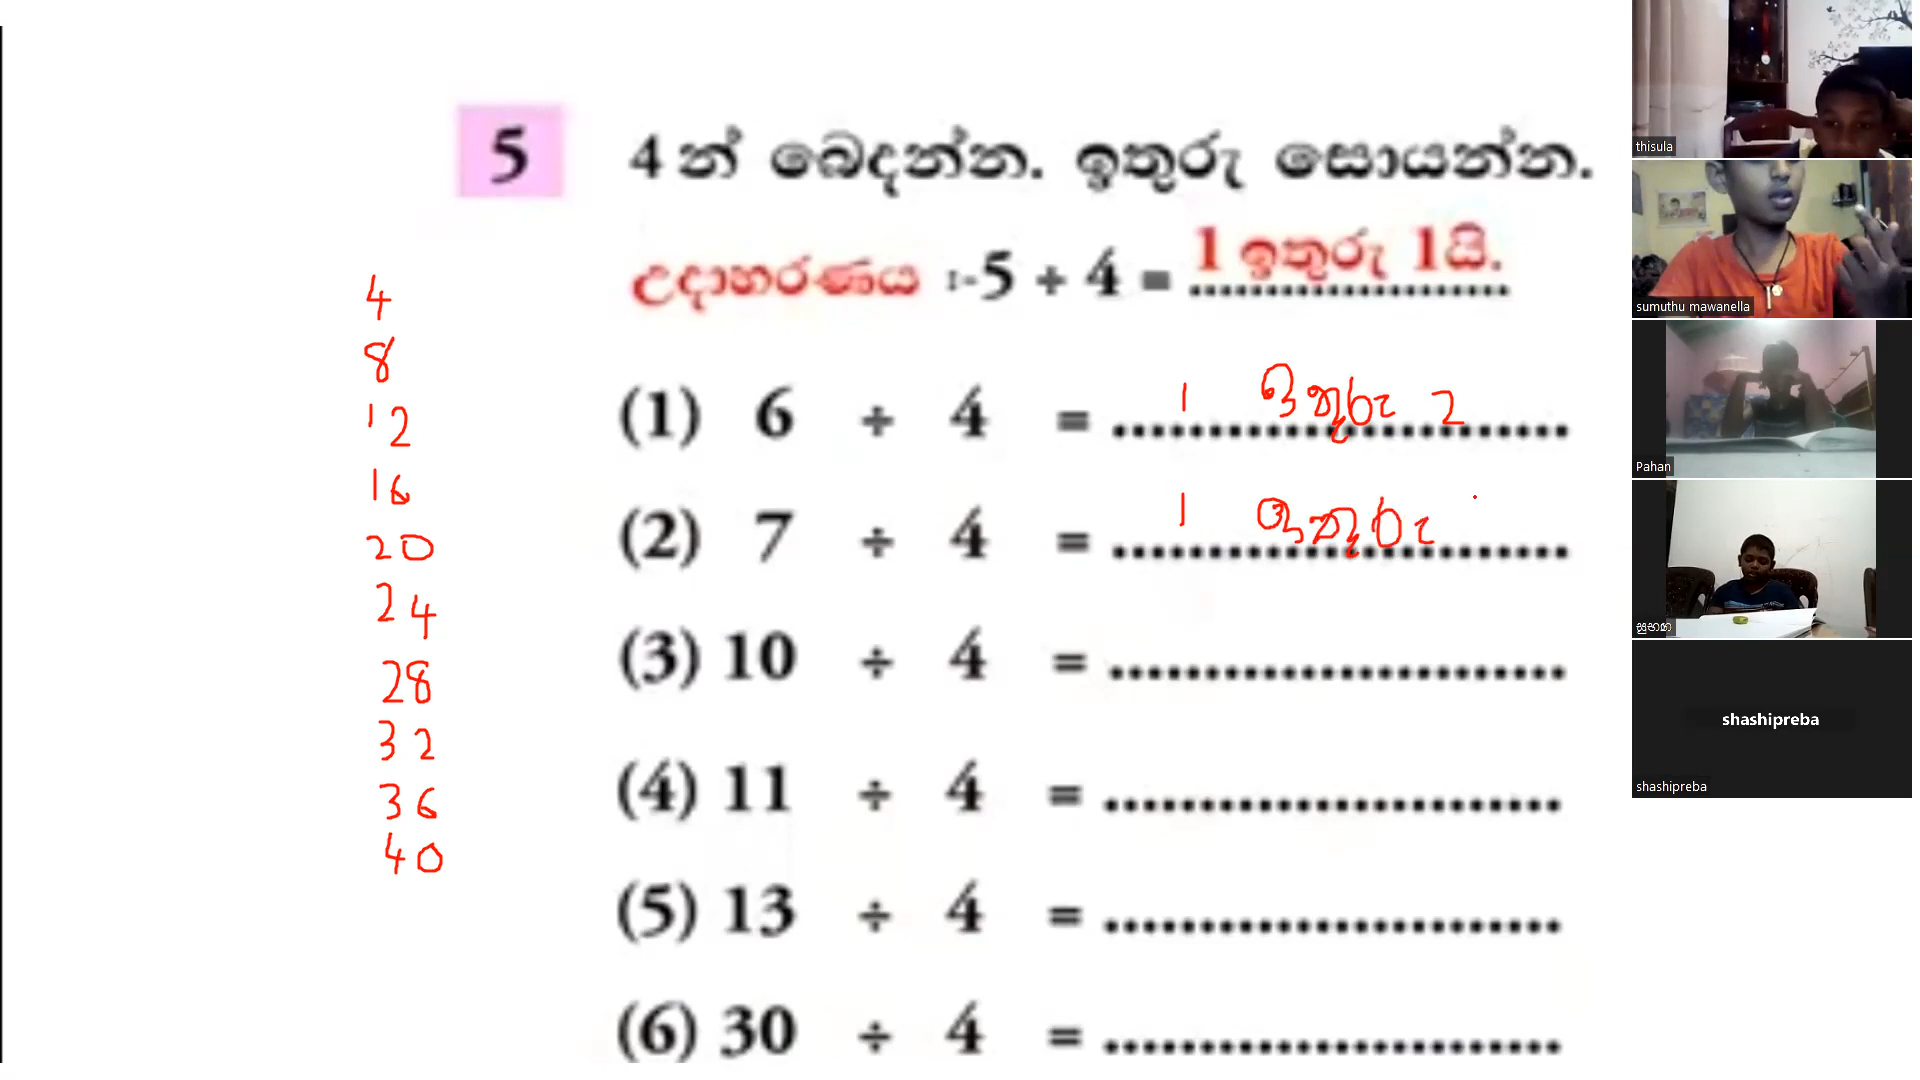 5 4 න් බෙදන්න. ඉතුරු සොයන්න.
උදාහරණය :-5 ÷ 4 = 1 ඉතුරු 1යි.
(1) 6 ÷ 4 = 1 ඉතුරු 2
(2) 7 ÷ 4 = 1 ඉතුරු
(3) 10 ÷ 4 = ........................
(4) 11 ÷ 4 = ........................
(5) 13 ÷ 4 = ........................
(6) 30 ÷ 4 = ........................
4
8
12
16
20
24
28
32
36
40
thisula
sumuthu mawanella
Pahan
shashipreba
shashipreba